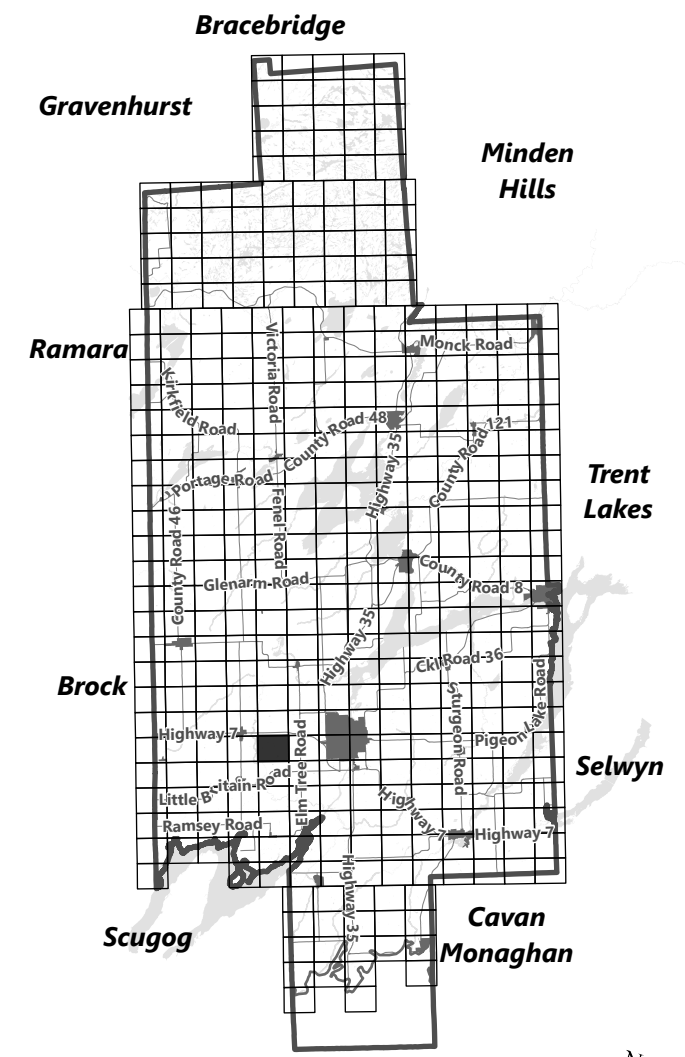 Bracebridge
Gravenhurst
Minden
Hills
Ramara
Monck Road
Victoria Road
Kirkfield Road
County Road 48
County Road 121
Highway 35
Portage Road
Trent
Lakes
Fenel Road
County Road 46
County Road 8
Glenarm Road
Highway 35
Ckl Road 36
Brock
Sturgeon Road
Pigeon Lake Road
Highway 7
Elm Tree Road
Selwyn
Little Britain Road
Highway 7
Ramsey Road
Highway 7
Highway 35
Cavan
Monaghan
Scugog